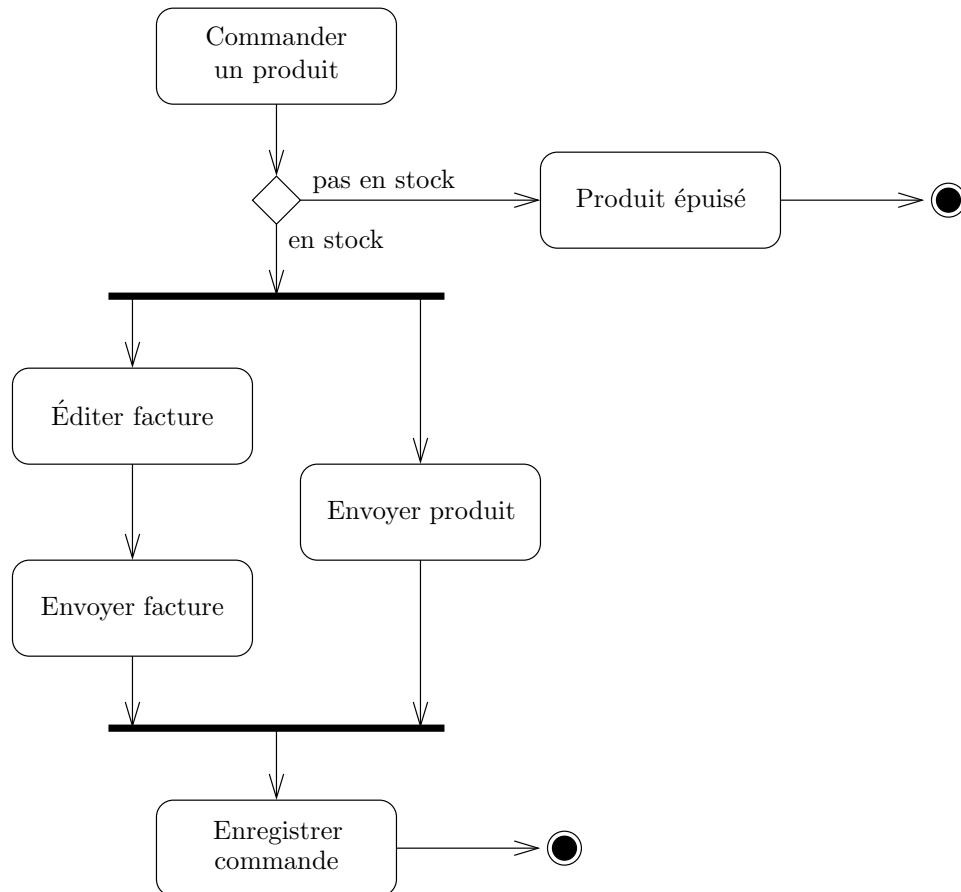 Commander
un produit
pas en stock
Produit épuisé
en stock
Éditer facture
Envoyer produit
Envoyer facture
Enregistrer
commande